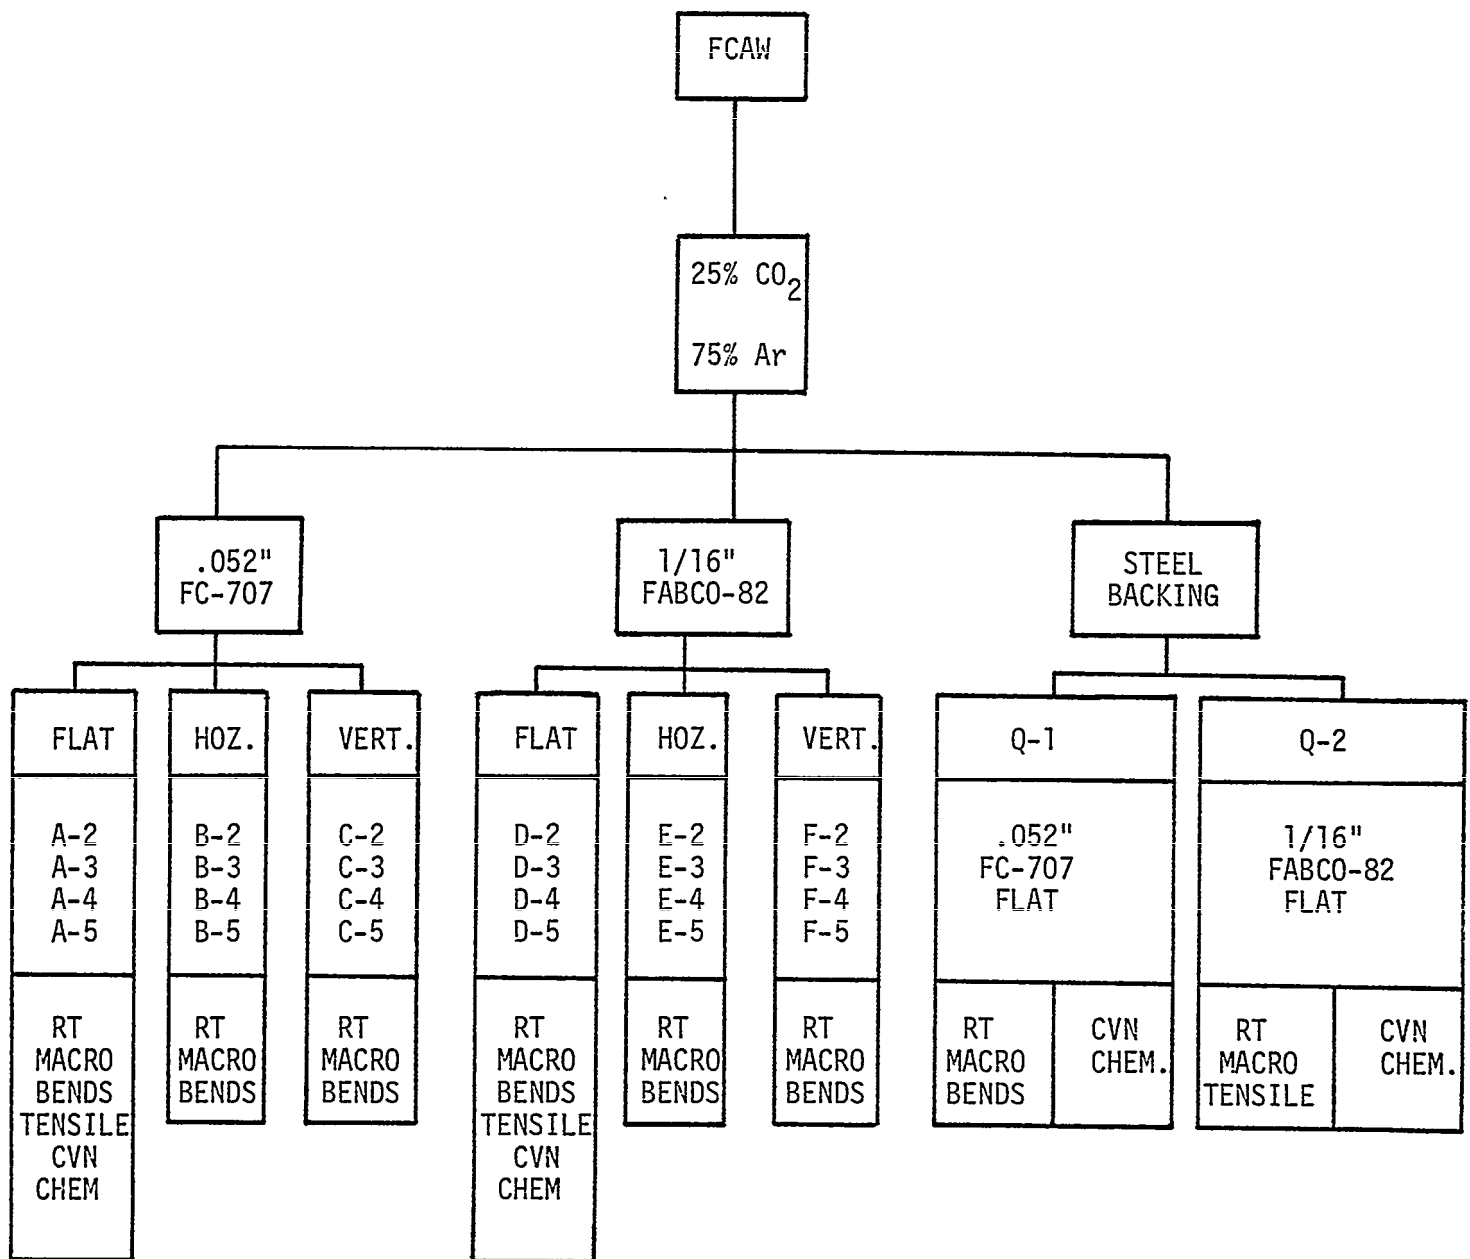 FCAW
25% CO2
75% Ar
.052"
FC-707
1/16"
FABCO-82
STEEL
BACKING
FLAT
A-2
A-3
A-4
A-5
RT
MACRO
BENDS
TENSILE
CVN
CHEM
HOZ.
B-2
B-3
B-4
B-5
RT
MACRO
BENDS
VERT.
C-2
C-3
C-4
C-5
RT
MACRO
BENDS
FLAT
D-2
D-3
D-4
D-5
RT
MACRO
BENDS
TENSILE
CVN
CHEM
HOZ.
E-2
E-3
E-4
E-5
RT
MACRO
BENDS
VERT.
F-2
F-3
F-4
F-5
RT
MACRO
BENDS
Q-1
.052"
FC-707
FLAT
RT
MACRO
BENDS
CVN
CHEM.
Q-2
1/16"
FABCO-82
FLAT
RT
MACRO
TENSILE
CVN
CHEM.